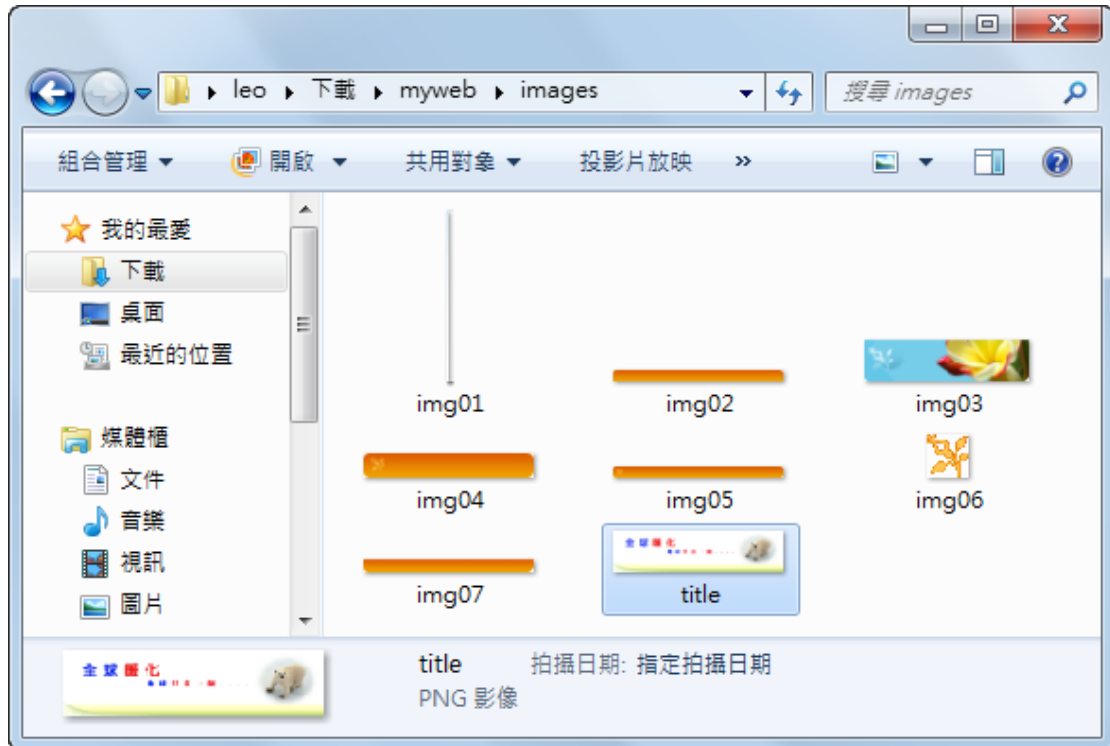 leo 下載 myweb images
搜尋 images
組合管理 開啟 共用對象 投影片放映 »
我的最愛
下載
桌面
最近的位置
媒體櫃
文件
音樂
視訊
圖片
img01 img02 img03
img04 img05 img06
img07 title
全球暖化
title 拍攝日期: 指定拍攝日期
PNG 影像
全球暖化